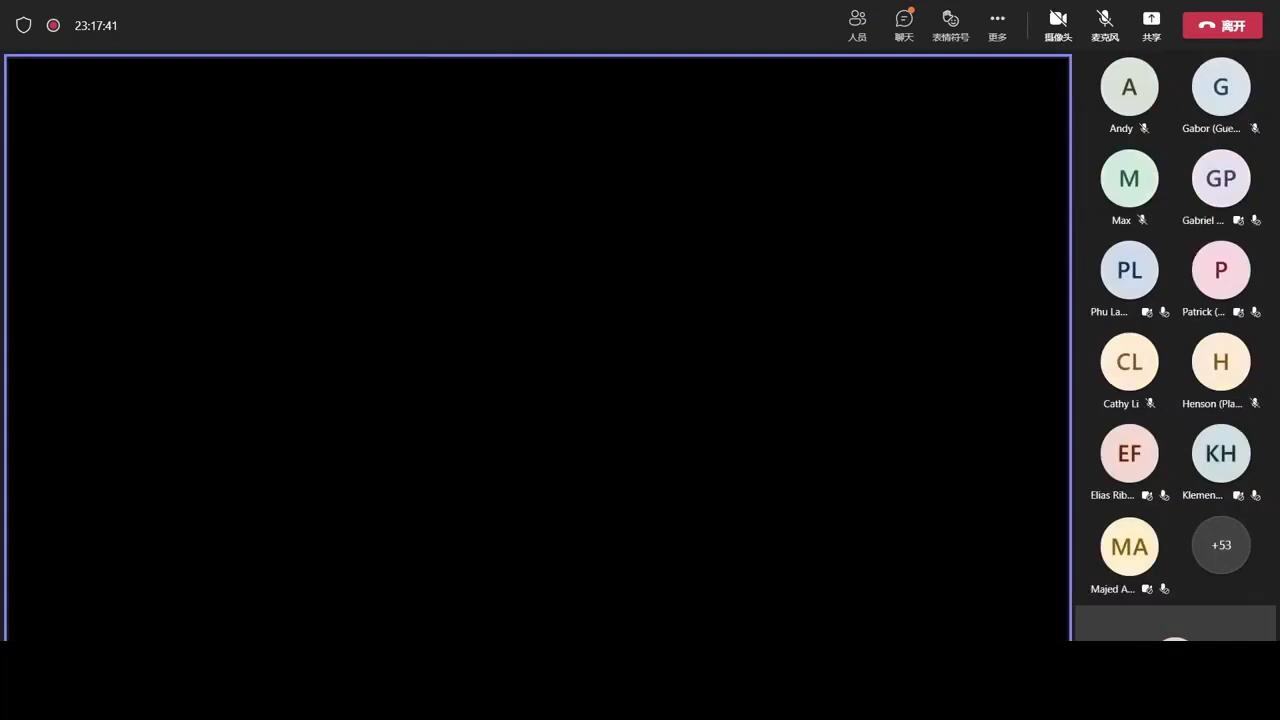 23:17:41
人员 聊天 表情符号 更多 摄像头 麦克风 共享 离开
A G
Andy Gabor (Gue...
M GP
Max Gabriel ...
PL P
Phu La... Patrick (...
CL H
Cathy Li Henson (Pla...
EF KH
Elias Rib... Klemen...
MA +53
Majed A...